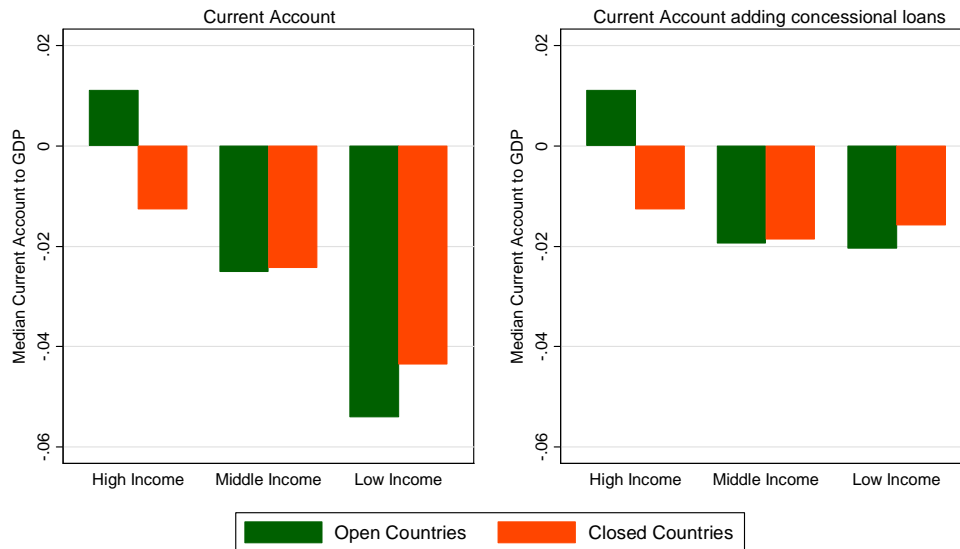 Current Account
Median Current Account to GDP
.02
0
-.02
-.04
-.06
High Income
Middle Income
Low Income
Current Account adding concessional loans
Median Current Account to GDP
.02
0
-.02
-.04
-.06
High Income
Middle Income
Low Income
Open Countries
Closed Countries